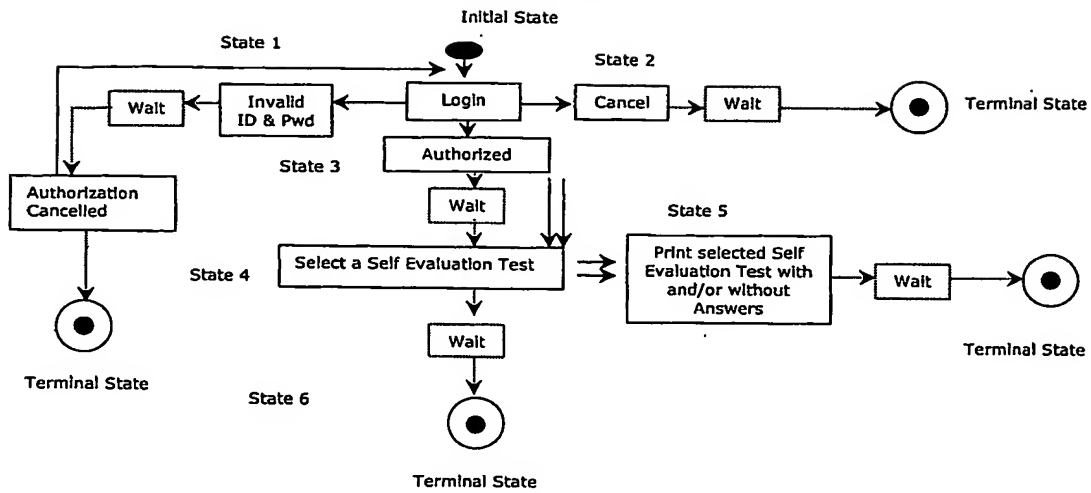 Initial State
State 1
State 2
Wait
Invalid
ID & Pwd
Login
Cancel
Wait
Terminal State
Authorized
State 3
Authorization
Cancelled
Wait
State 5
State 4
Select a Self Evaluation Test
Print selected Self
Evaluation Test with
and/or without
Answers
Wait
Wait
Terminal State
Terminal State
State 6
Terminal State